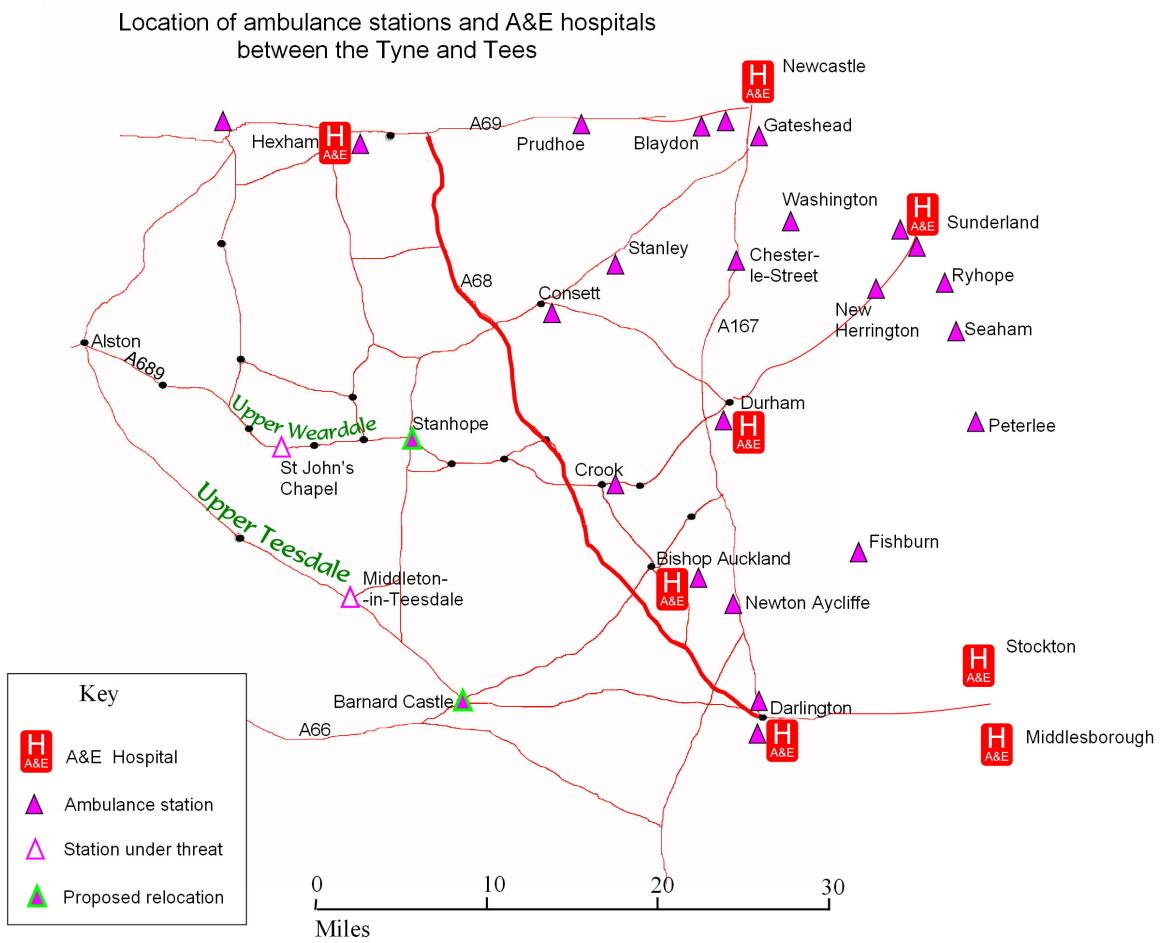 Location of ambulance stations and A&E hospitals
between the Tyne and Tees
H
A&E
Newcastle
A69
Hexham
H
A&E
Prudhoe
Blaydon
Gateshead
Washington
H
A&E
Sunderland
Stanley
Chester-
le-Street
Ryhope
A68
Consett
New
Herrington
Seaham
A167
Alston
A689
Upper Weardale
Stanhope
Durham
H
A&E
Peterlee
St John's
Chapel
Crook
Upper Teesdale
Fishburn
Bishop Auckland
H
A&E
Middleton-
-in-Teesdale
Newton Aycliffe
Stockton
H
A&E
Barnard Castle
Darlington
H
A&E
Middlesborough
H
A&E
A66
Key
H
A&E
A&E Hospital
Ambulance station
Station under threat
Proposed relocation
0 10 20 30
Miles